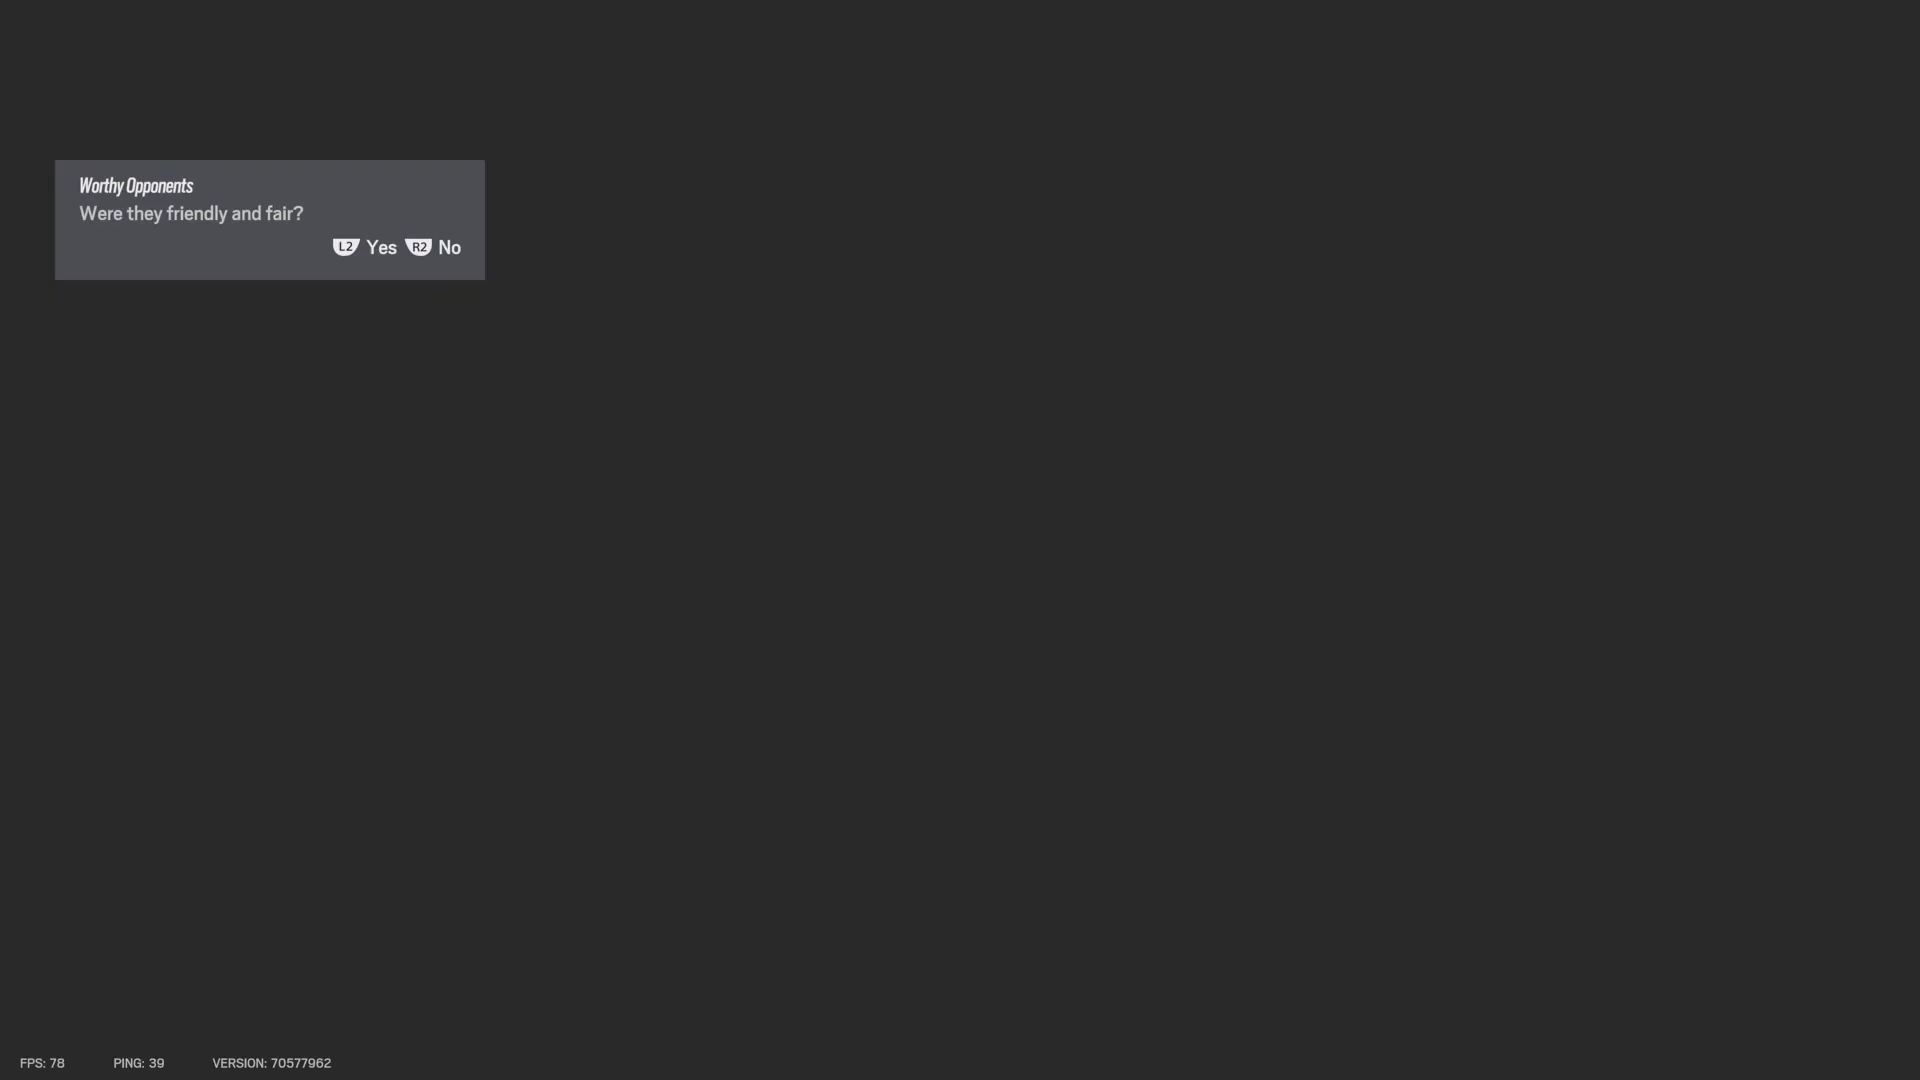 Worthy Opponents
Were they friendly and fair?
L2 Yes R2 No
FPS: 78 PING: 39 VERSION: 70577962